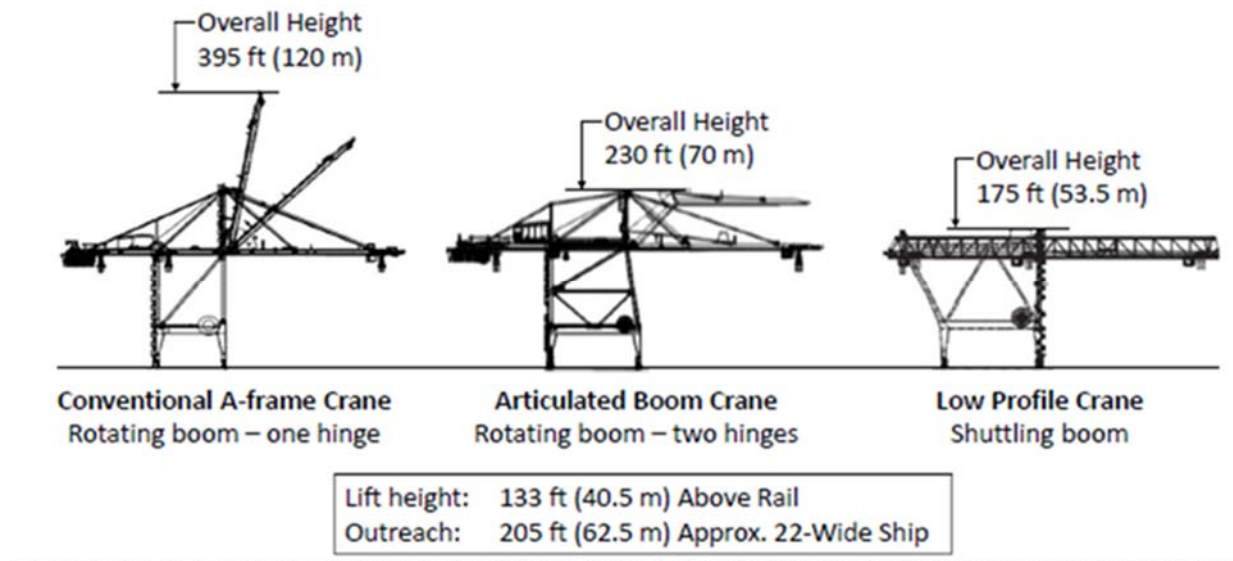 Overall Height
395 ft (120 m)
Overall Height
230 ft (70 m)
Overall Height
175 ft (53.5 m)
Conventional A-frame Crane
Rotating boom – one hinge
Articulated Boom Crane
Rotating boom – two hinges
Low Profile Crane
Shuttling boom
Lift height: 133 ft (40.5 m) Above Rail
Outreach: 205 ft (62.5 m) Approx. 22-Wide Ship